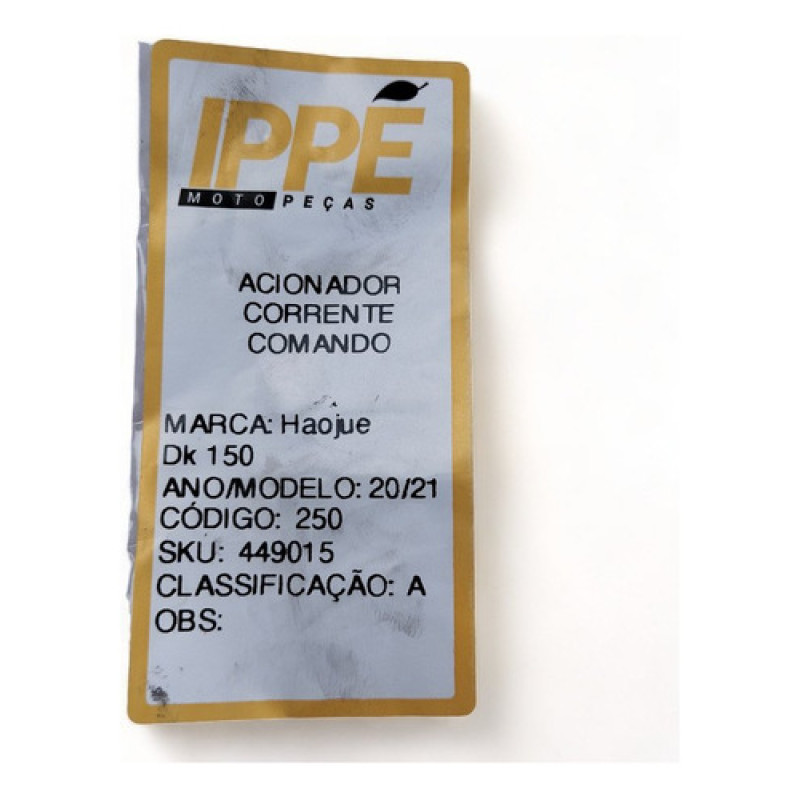 IPPÉ
MOTO PEÇAS
ACIONADOR
CORRENTE
COMANDO
MARCA: Haojue
Dk 150
ANO/MODELO: 20/21
CÓDIGO: 250
SKU: 449015
CLASSIFICAÇÃO: A
OBS: